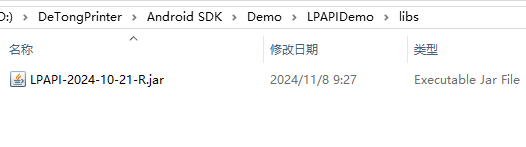 O:) > DeTongPrinter > Android SDK > Demo > LPAPIDemo > libs
名称 修改日期 类型
LPAPI-2024-10-21-R.jar 2024/11/8 9:27 Executable Jar File